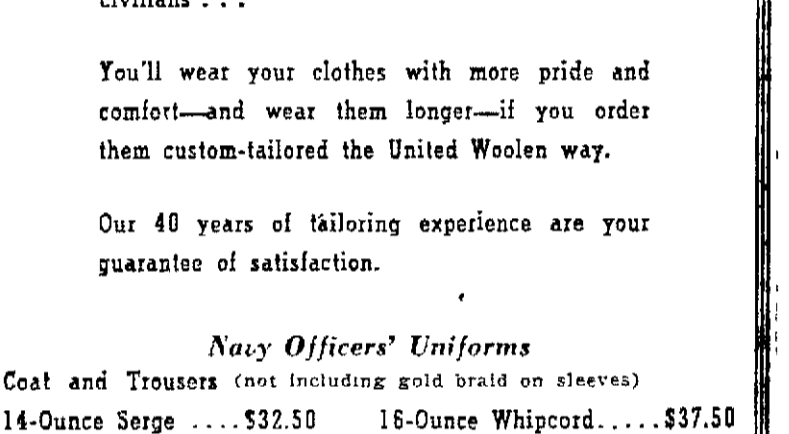 civilians . . .
You'll wear your clothes with more pride and
comfort—and wear them longer—if you order
them custom-tailored the United Woolen way.
Our 40 years of tailoring experience are your
guarantee of satisfaction.
Navy Officers' Uniforms
Coat and Trousers (not including gold braid on sleeves)
14-Ounce Serge ....$32.50 16-Ounce Whipcord.....$37.50